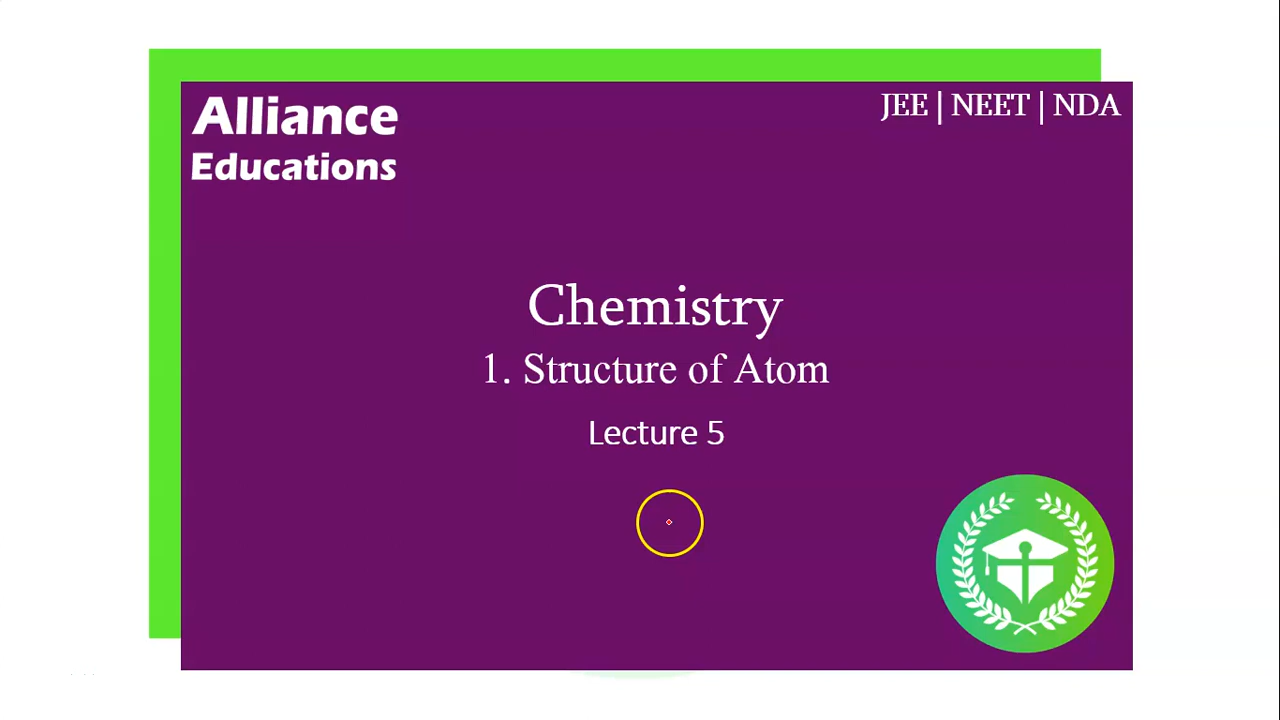 Alliance
Educations
JEE | NEET | NDA
Chemistry
1. Structure of Atom
Lecture 5